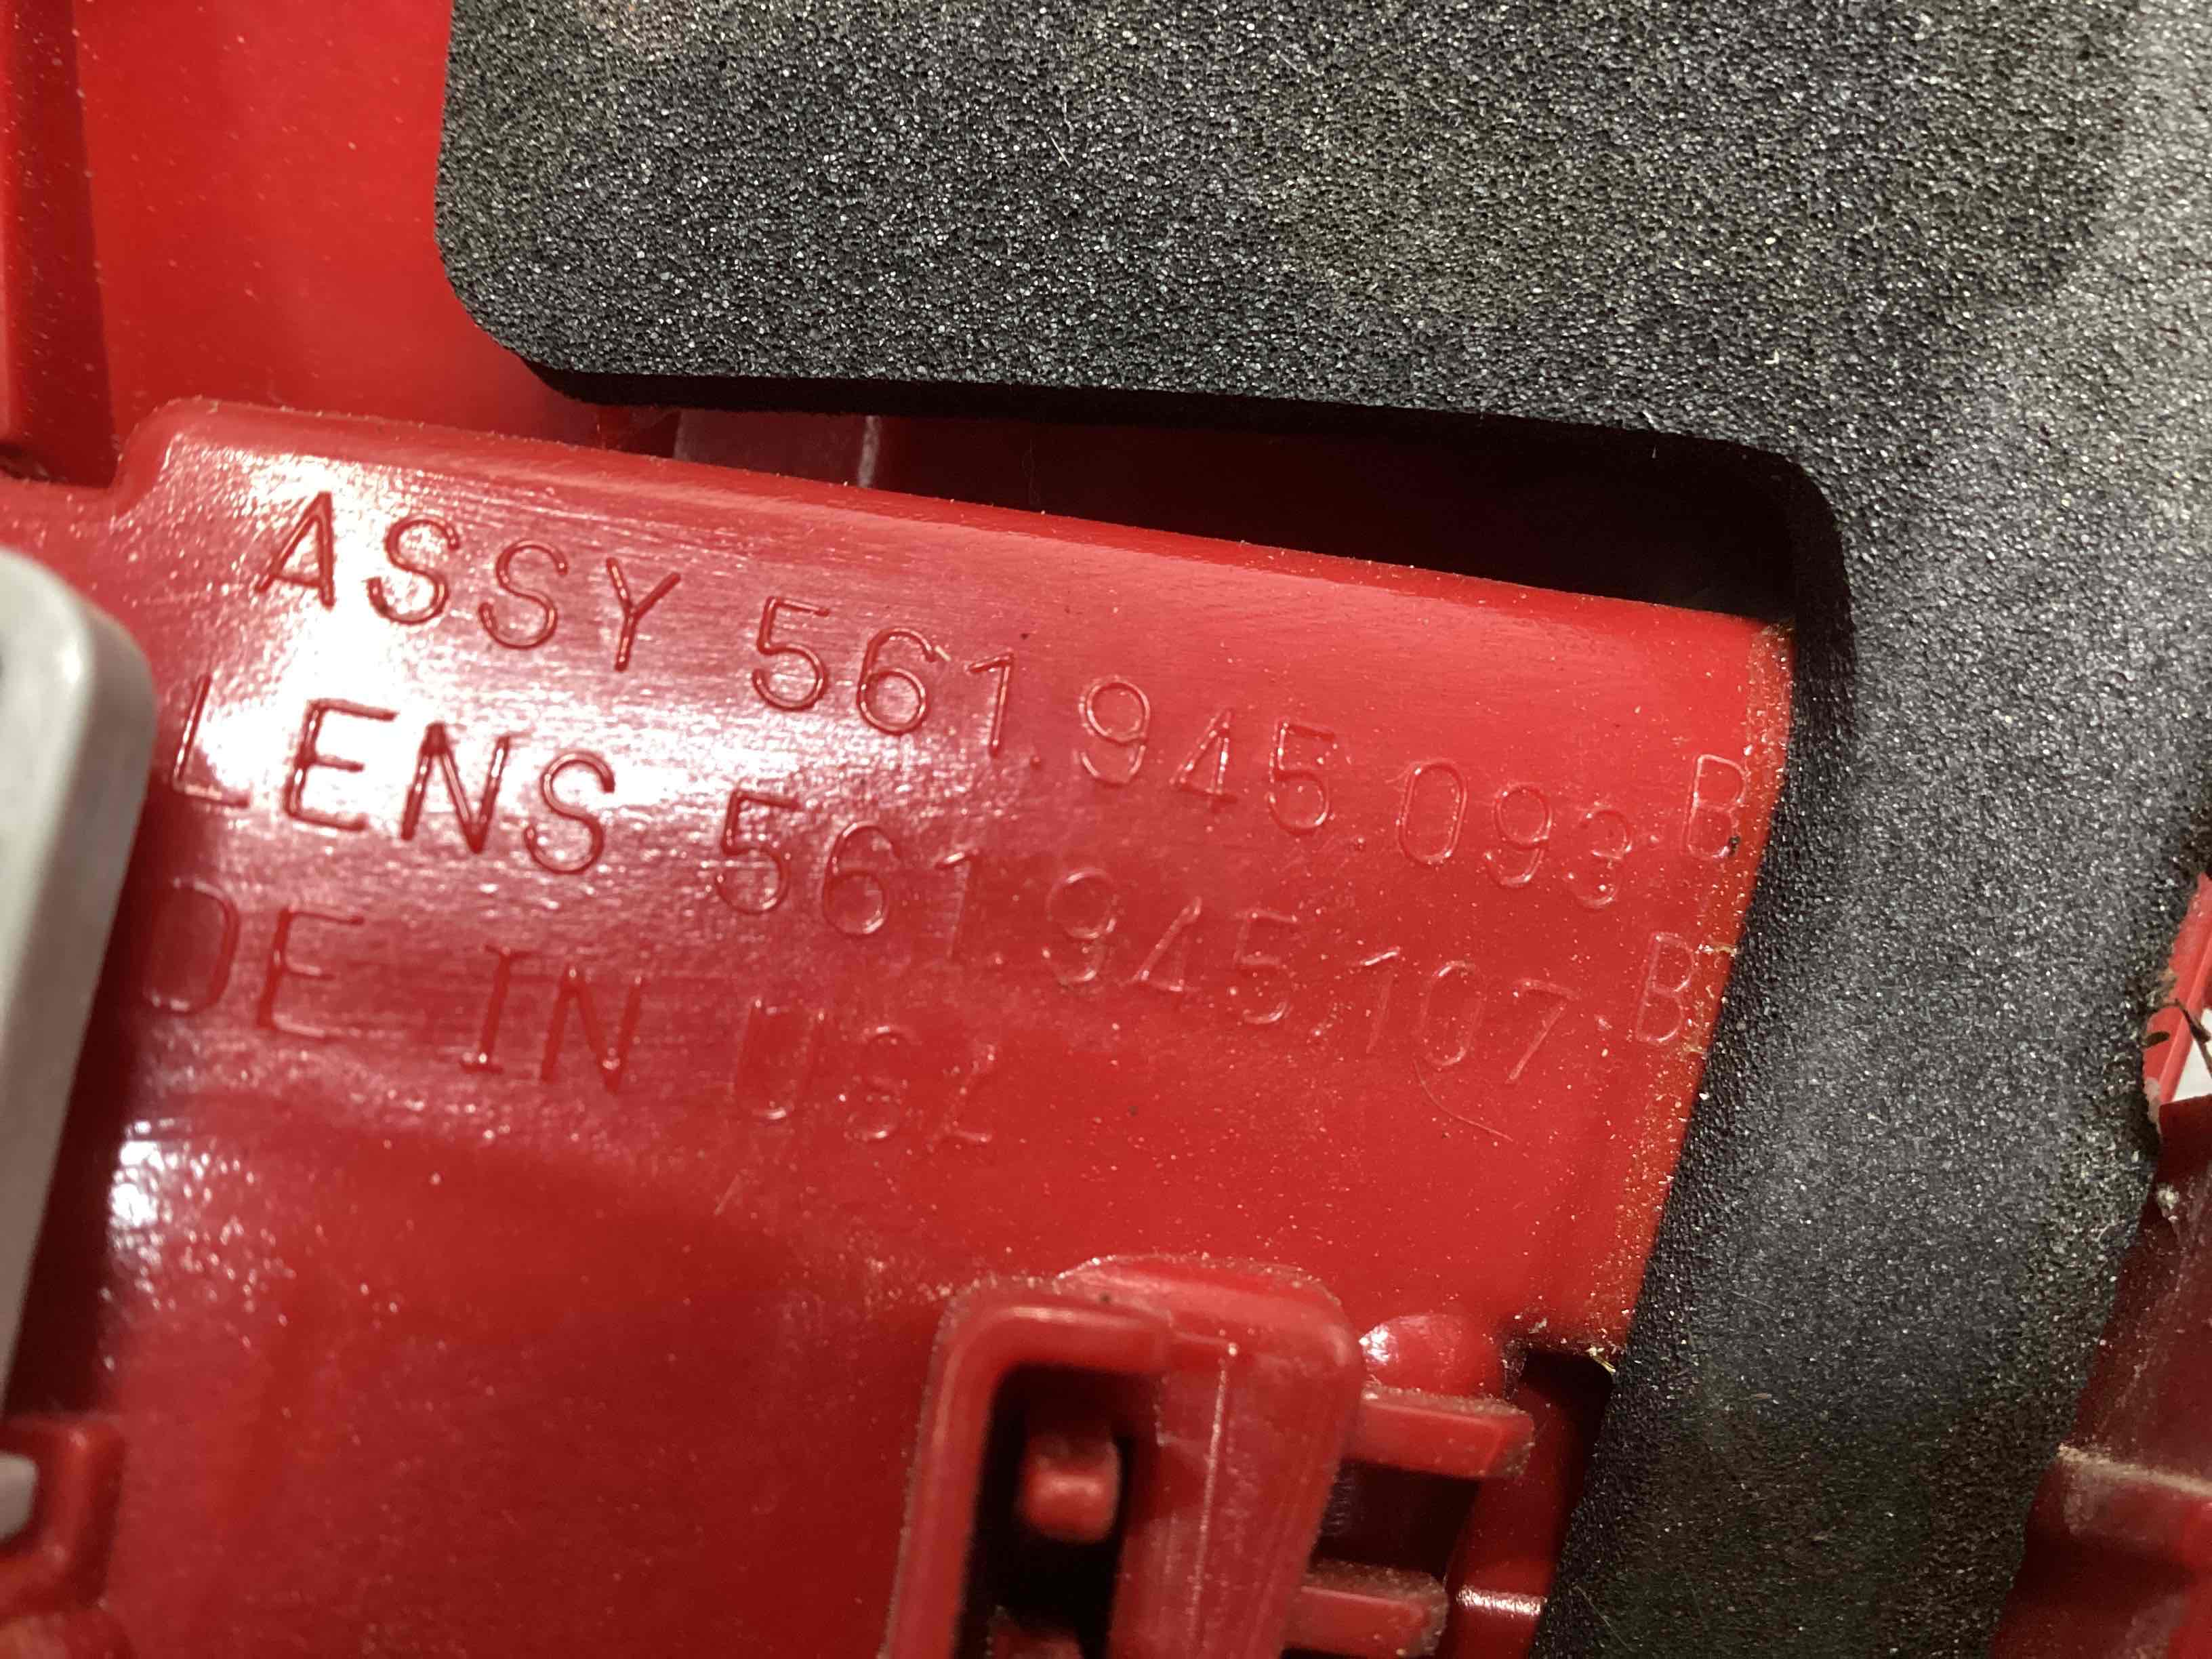 ASSY 561.945.093 B
LENS 561.945.107 B
DE IN USA